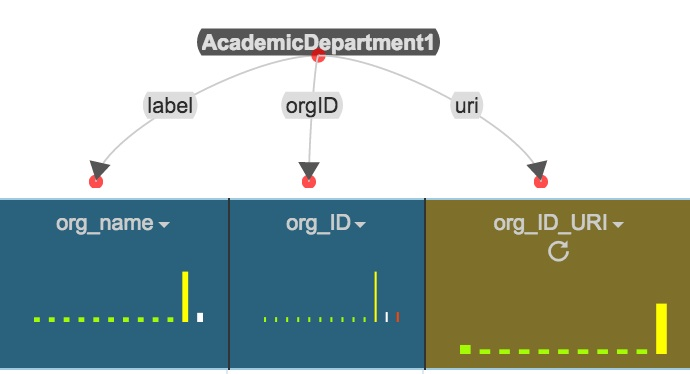 AcademicDepartment1
label orgID uri
org_name org_ID org_ID_URI